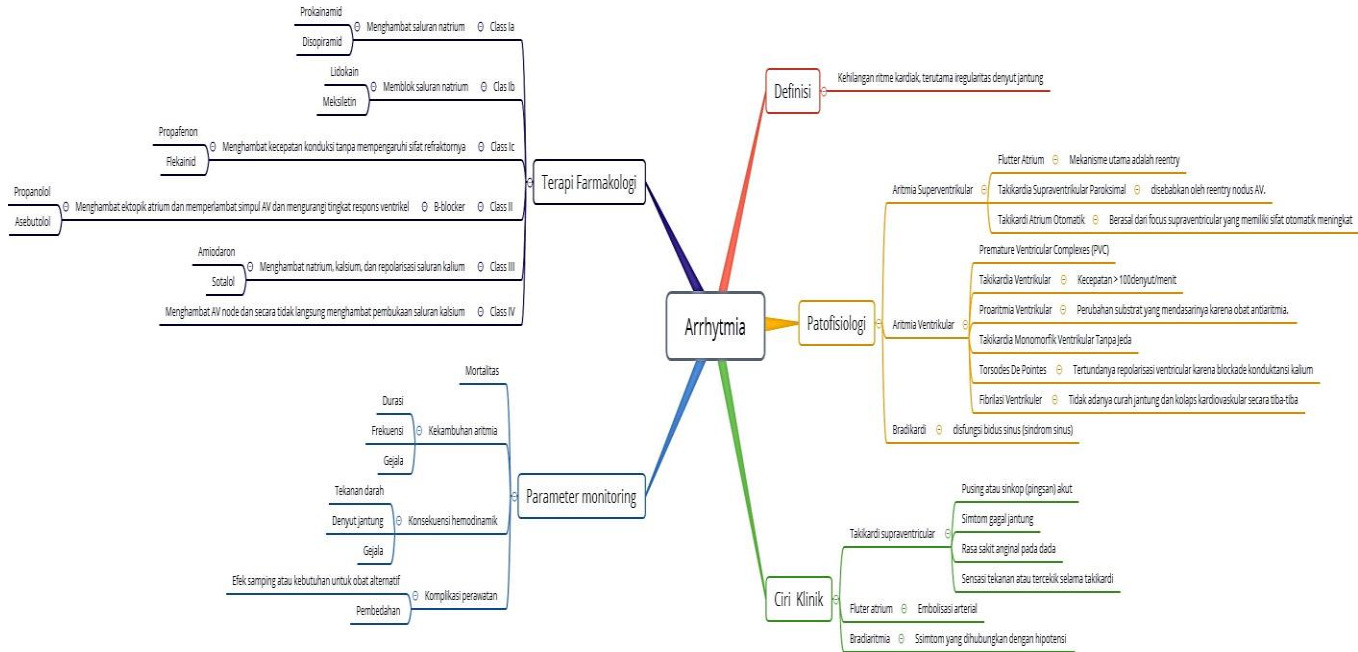 Arrhytmia
Definisi
Kehilangan ritme kardiak, terutama iregularitas denyut jantung
Patofisiologi
Aritmia Superventrikular
Flutter Atrium
Mekanisme utama adalah reentry
Takikardia Supraventrikular Paroksimal
disebabkan oleh reentry nodus AV.
Takikardi Atrium Otomatik
Berasal dari focus supraventricular yang memiliki sifat otomatik meningkat
Aritmia Ventrikular
Premature Ventricular Complexes (PVC)
Takikardia Ventrikular
Kecepatan > 100denyut/menit
Proaritmia Ventrikular
Perubahan substrat yang mendasarinya karena obat antiaritmia.
Takikardia Monomorfik Ventrikular Tanpa Jeda
Torsodes De Pointes
Tertundanya repolarisasi ventricular karena blockade konduktansi kalium
Fibrilasi Ventrikuler
Tidak adanya curah jantung dan kolaps kardiovaskular secara tiba-tiba
Bradikardi
disfungsi bidus sinus (sindrom sinus)
Ciri Klinik
Takikardi supraventricular
Pusing atau sinkop (pingsan) akut
Simtom gagal jantung
Rasa sakit anginal pada dada
Sensasi tekanan atau tercekik selama takikardi
Fluter atrium
Embolisasi arterial
Bradiaritmia
Ssimtom yang dihubungkan dengan hipotensi
Terapi Farmakologi
Class Ia
Menghambat saluran natrium
Prokainamid
Disopiramid
Clas Ib
Memblok saluran natrium
Lidokain
Meksiletin
Class Ic
Menghambat kecepatan konduksi tanpa mempengaruhi sifat refraktornya
Propafenon
Flekainid
Class II
B-blocker
Menghambat ektopik atrium dan memperlambat simpul AV dan mengurangi tingkat respons ventrikel
Propanolol
Asebutolol
Class III
Menghambat natrium, kalsium, dan repolarisasi saluran kalium
Amiodaron
Sotalol
Class IV
Menghambat AV node dan secara tidak langsung menghambat pembukaan saluran kalsium
Parameter monitoring
Mortalitas
Kekambuhan aritmia
Durasi
Frekuensi
Gejala
Konsekuensi hemodinamik
Tekanan darah
Denyut jantung
Gejala
Komplikasi perawatan
Efek samping atau kebutuhan untuk obat alternatif
Pembedahan